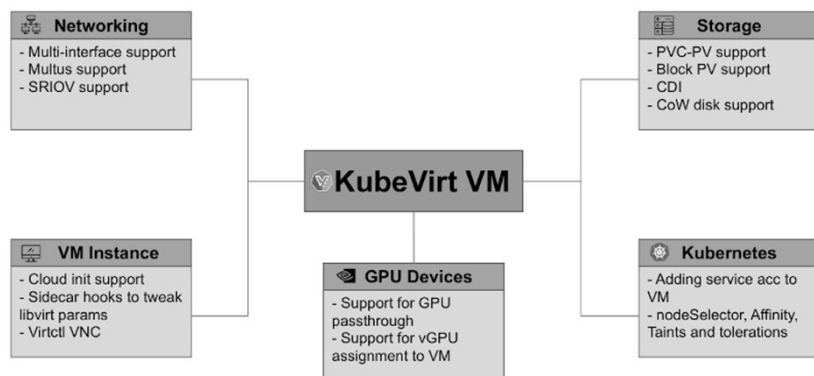 Networking
- Multi-interface support
- Multus support
- SRIOV support
Storage
- PVC-PV support
- Block PV support
- CDI
- CoW disk support
KubeVirt VM
VM Instance
- Cloud init support
- Sidecar hooks to tweak
libvirt params
- Virtctl VNC
GPU Devices
- Support for GPU
passthrough
- Support for vGPU
assignment to VM
Kubernetes
- Adding service acc to
VM
- nodeSelector, Affinity,
Taints and tolerations